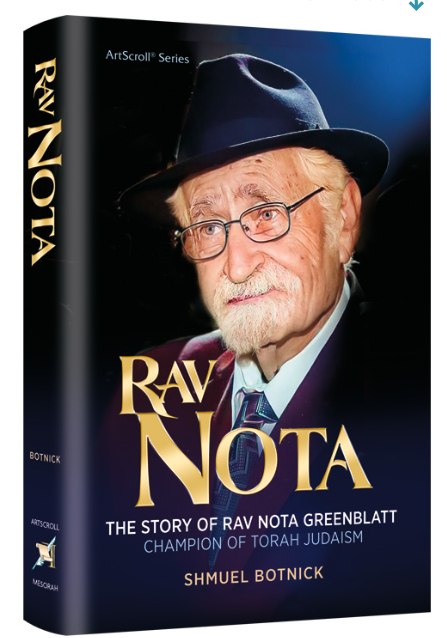 ArtScroll® Series
RAV
NOTA
THE STORY OF RAV NOTA GREENBLATT
CHAMPION OF TORAH JUDAISM
SHMUEL BOTNICK
RAV NOTA
BOTNICK
ARTSCROLL
MESORAH